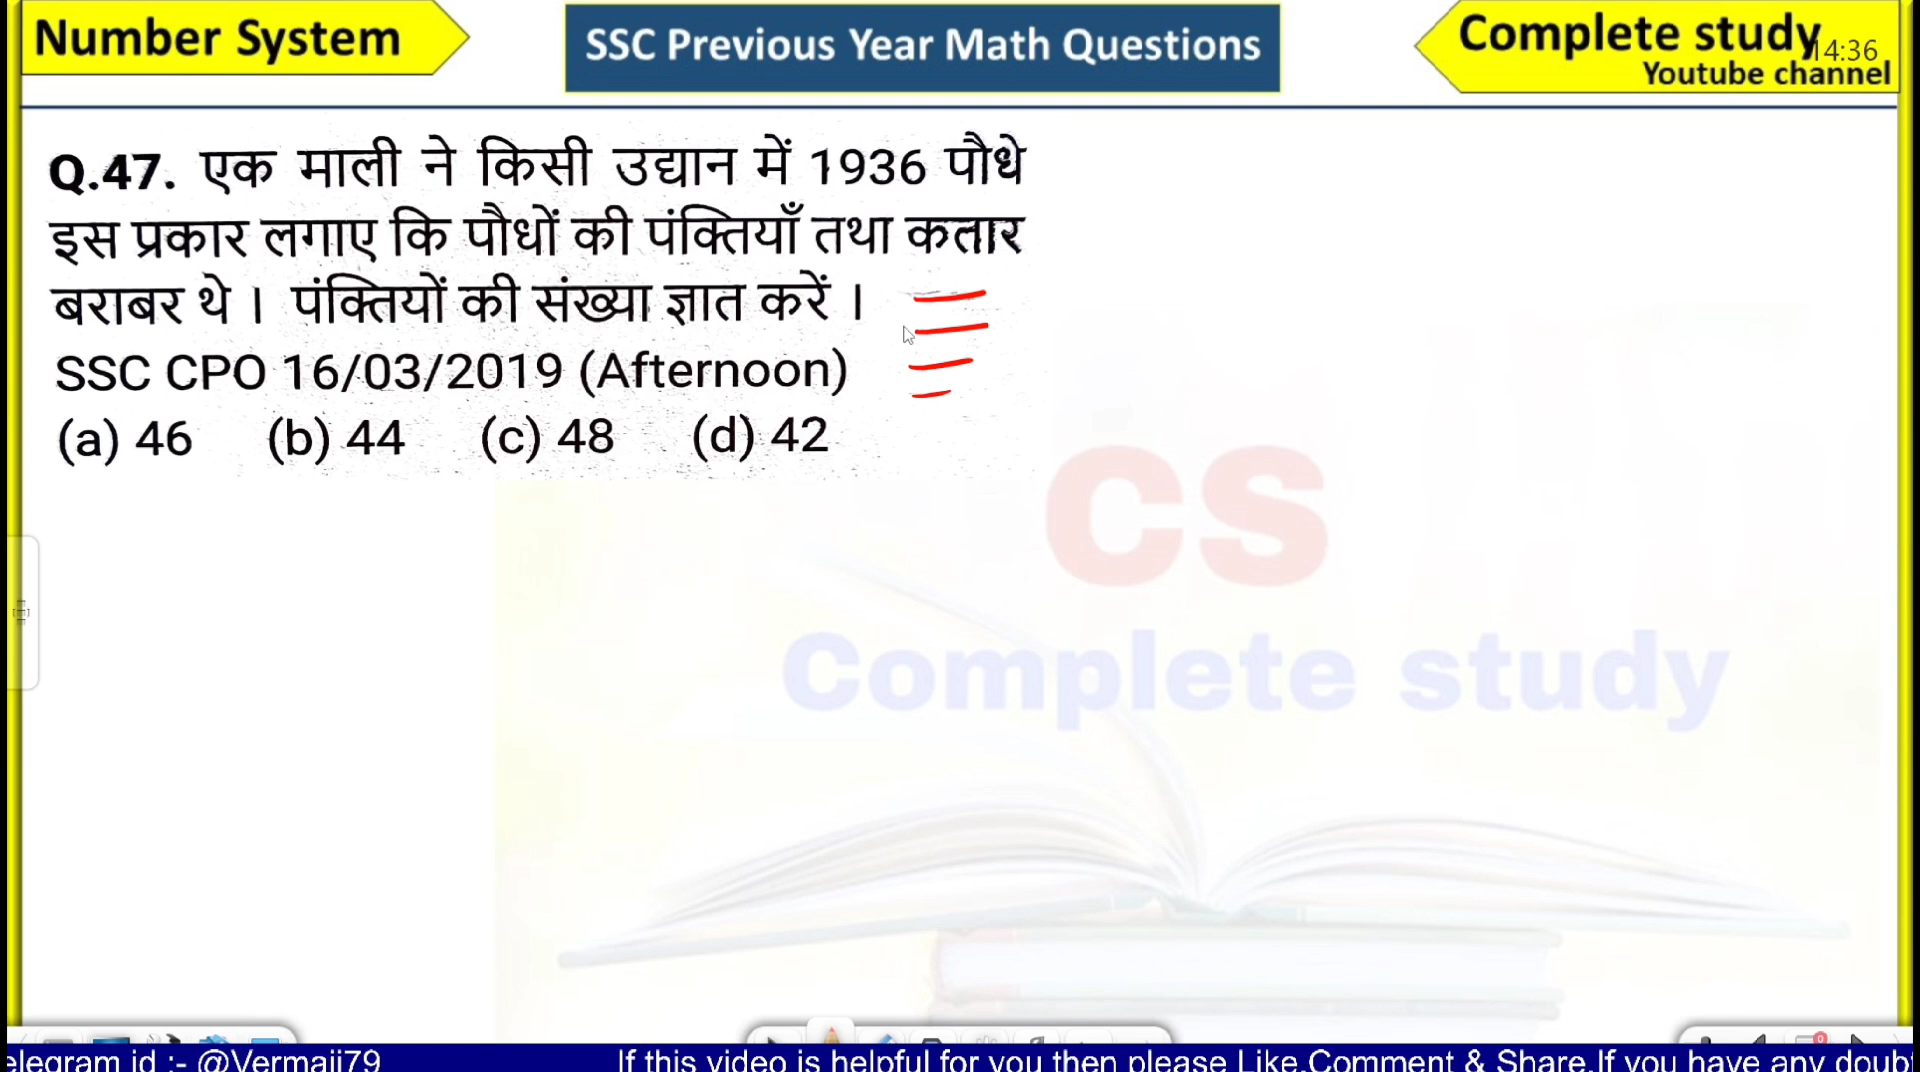 Number System
SSC Previous Year Math Questions
Complete study
14:36
Youtube channel
Q.47. एक माली ने किसी उद्यान में 1936 पौधे
इस प्रकार लगाए कि पौधों की पंक्तियाँ तथा कतार
बराबर थे । पंक्तियों की संख्या ज्ञात करें ।
SSC CPO 16/03/2019 (Afternoon)
(a) 46 (b) 44 (c) 48 (d) 42
CS
Complete study
elegram id :- @Vermaji79 If this video is helpful for you then please Like,Comment & Share.If you have any doub